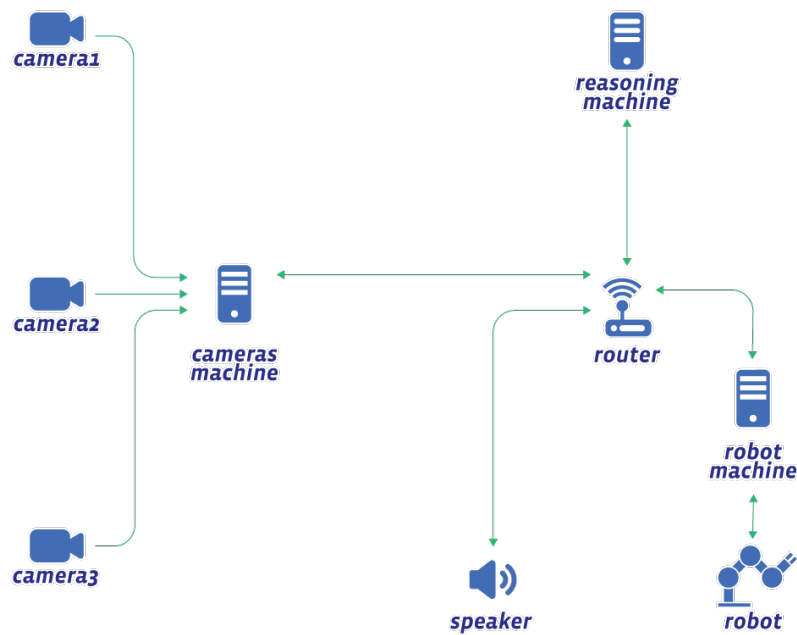 camera1
reasoning
machine
camera2
cameras
machine
router
robot
machine
camera3
speaker
robot